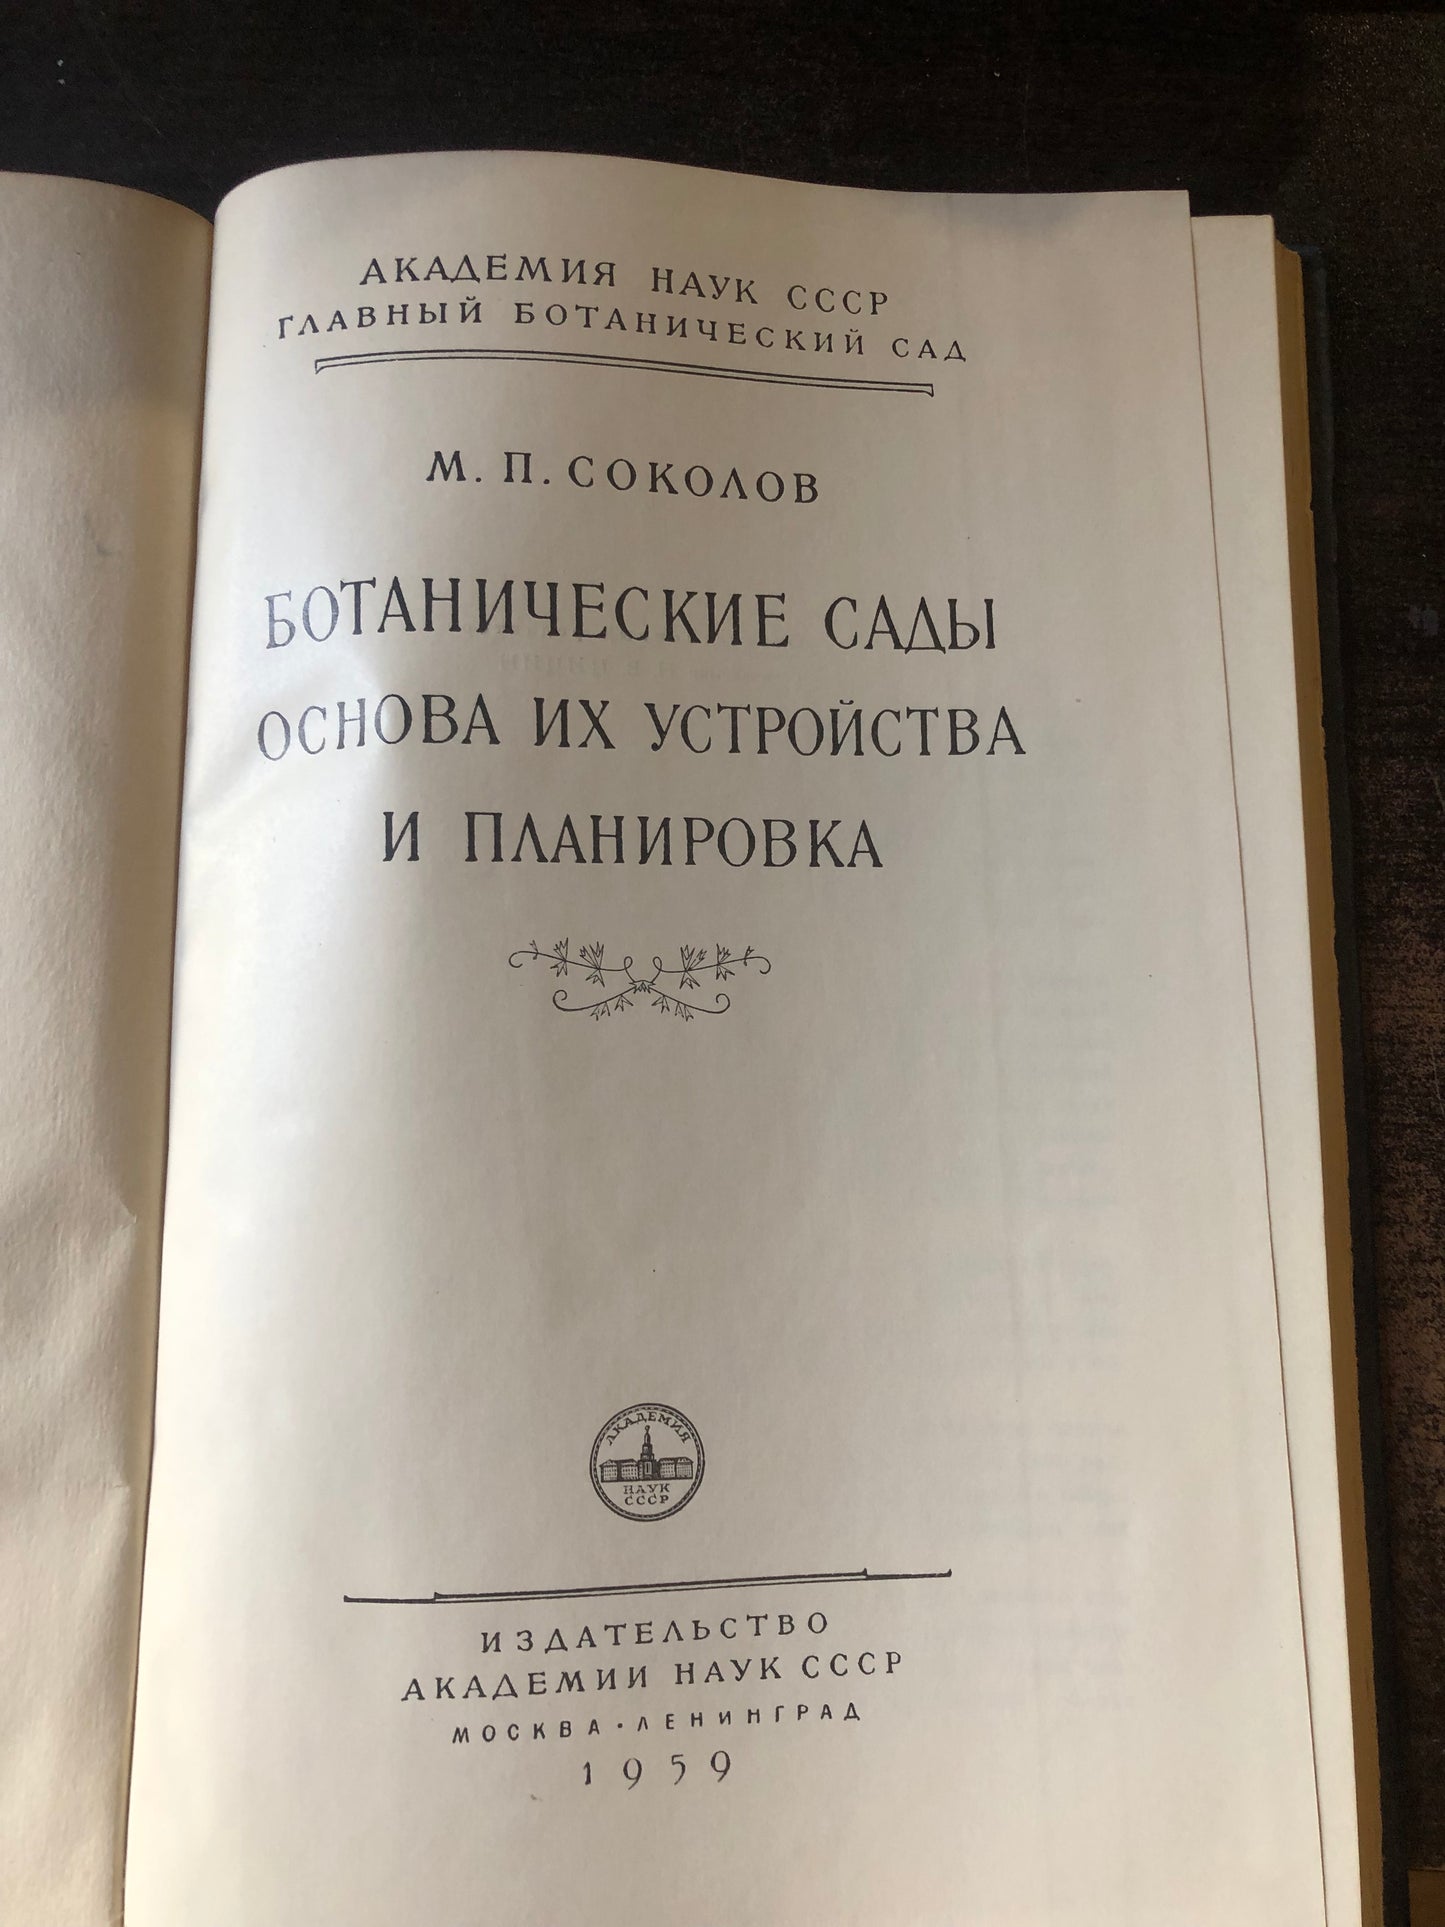 АКАДЕМИЯ НАУК СССР
ГЛАВНЫЙ БОТАНИЧЕСКИЙ САД
М. П. СОКОЛОВ
БОТАНИЧЕСКИЕ САДЫ
ОСНОВА ИХ УСТРОЙСТВА
И ПЛАНИРОВКА
АКАДЕМИЯ
НАУК
СССР
ИЗДАТЕЛЬСТВО
АКАДЕМИИ НАУК СССР
МОСКВА · ЛЕНИНГРАД
1959